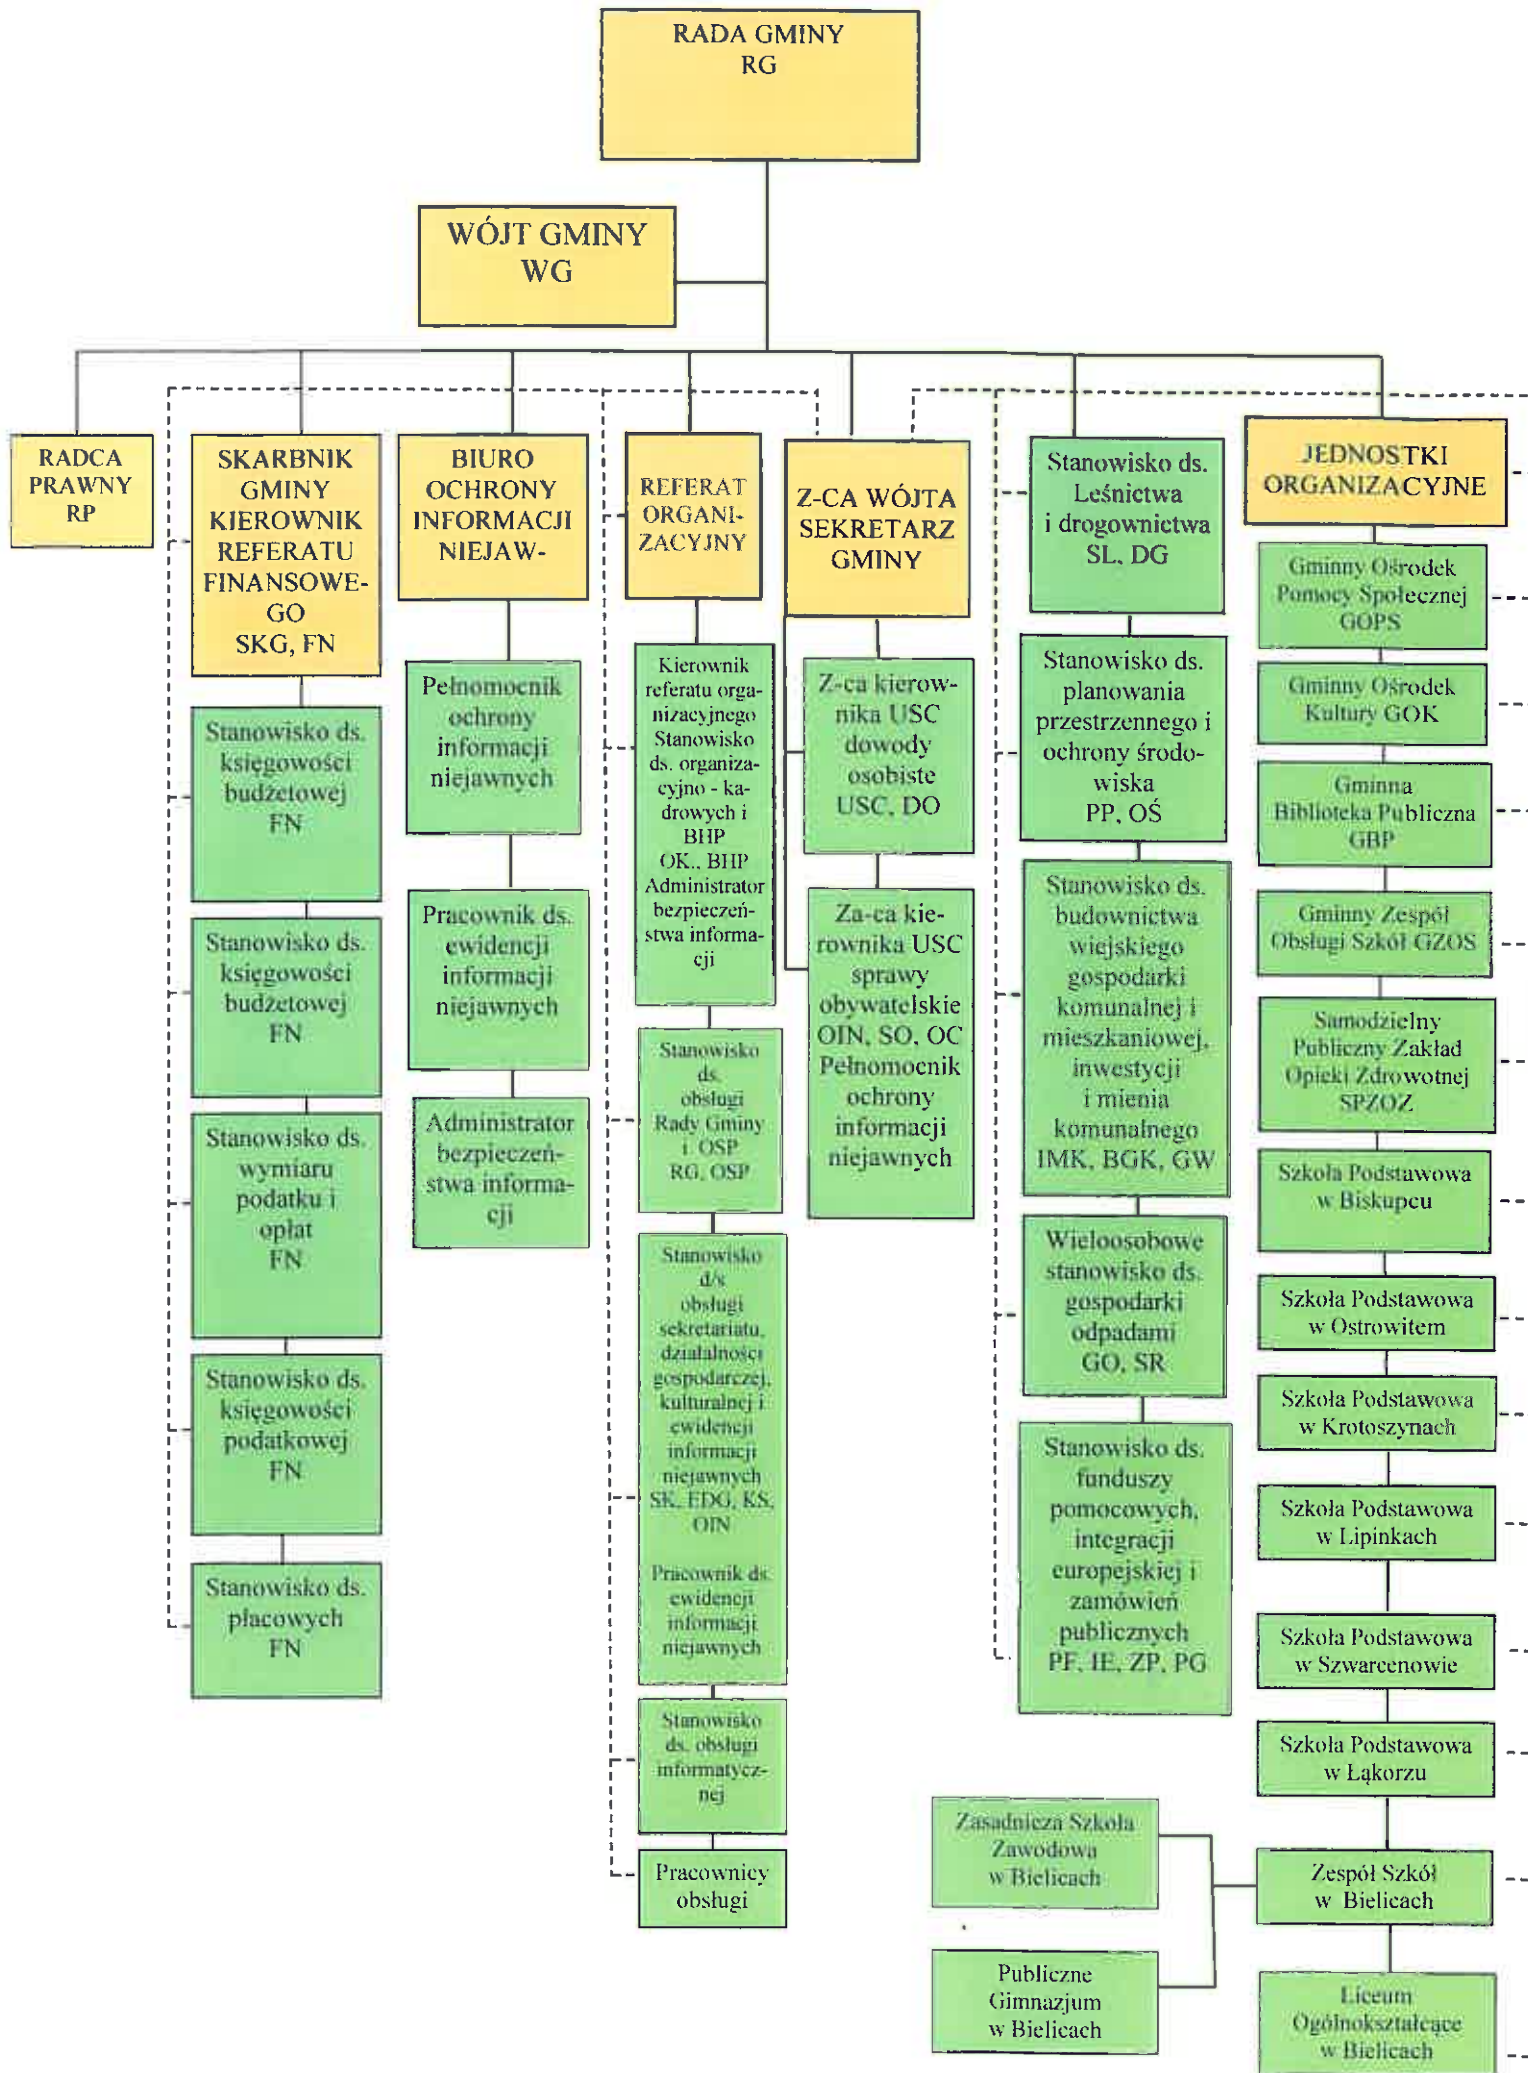 RADA GMINY
RG
WÓJT GMINY
WG
RADCA
PRAWNY
RP
SKARBNIK
GMINY
KIEROWNIK
REFERATU
FINANSOWE-
GO
SKG, FN
Stanowisko ds.
księgowości
budżetowej
FN
Stanowisko ds.
księgowości
budżetowej
FN
Stanowisko ds.
wymiaru
podatku i
opłat
FN
Stanowisko ds.
księgowości
podatkowej
FN
Stanowisko ds.
płacowych
FN
BIURO
OCHRONY
INFORMACJI
NIEJAW-
Pełnomocnik
ochrony
informacji
niejawnych
Pracownik ds.
ewidencji
informacji
niejawnych
Administrator
bezpieczeń-
stwa informa-
cji
REFERAT
ORGANI-
ZACYJNY
Kierownik
referatu orga-
nizacyjnego
Stanowisko
ds. organiza-
cyjno - ka-
drowych i
BHP
OK., BHP
Administrator
bezpieczeń-
stwa informa-
cji
Stanowisko
ds.
obsługi
Rady Gminy
i OSP
RG, OSP
Stanowisko
d/s
obsługi
sekretariatu,
działalności
gospodarczej,
kulturalnej i
ewidencji
informacji
niejawnych
SK, EDG, KS,
OIN
Pracownik ds.
ewidencji
informacji
niejawnych
Stanowisko
ds. obsługi
informatycz-
nej
Pracownicy
obsługi
Z-CA WÓJTA
SEKRETARZ
GMINY
Z-ca kierow-
nika USC
dowody
osobiste
USC, DO
Za-ca kie-
rownika USC
sprawy
obywatelskie
OIN, SO, OC
Pełnomocnik
ochrony
informacji
niejawnych
Stanowisko ds.
Leśnictwa
i drogownictwa
SL, DG
Stanowisko ds.
planowania
przestrzennego i
ochrony środo-
wiska
PP, OŚ
Stanowisko ds.
budownictwa
wiejskiego
gospodarki
komunalnej i
mieszkaniowej,
inwestycji
i mienia
komunalnego
IMK, BGK, GW
Wieloosobowe
stanowisko ds.
gospodarki
odpadami
GO, SR
Stanowisko ds.
funduszy
pomocowych,
integracji
europejskiej i
zamówień
publicznych
PF, IE, ZP, PG
JEDNOSTKI
ORGANIZACYJNE
Gminny Ośrodek
Pomocy Społecznej
GOPS
Gminny Ośrodek
Kultury GOK
Gminna
Biblioteka Publiczna
GBP
Gminny Zespół
Obsługi Szkół GZOS
Samodzielny
Publiczny Zakład
Opieki Zdrowotnej
SPZOZ
Szkoła Podstawowa
w Biskupcu
Szkoła Podstawowa
w Ostrowitem
Szkoła Podstawowa
w Krotoszynach
Szkoła Podstawowa
w Lipinkach
Szkoła Podstawowa
w Szwarcenowie
Szkoła Podstawowa
w Łąkorzu
Zespół Szkół
w Bielicach
Zasadnicza Szkoła
Zawodowa
w Bielicach
Publiczne
Gimnazjum
w Bielicach
Liceum
Ogólnokształcące
w Bielicach